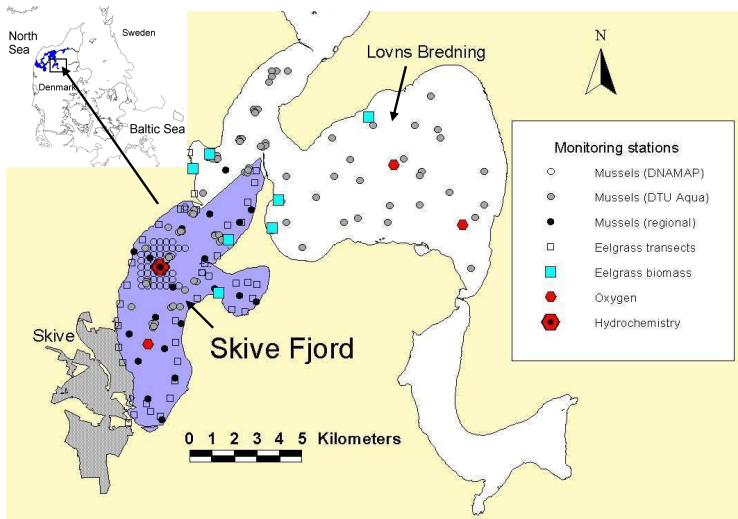 North
Sea
Sweden
Denmark
Baltic Sea
Lovns Bredning
N
Monitoring stations
Mussels (DNAMAP)
Mussels (DTU Aqua)
Mussels (regional)
Eelgrass transects
Eelgrass biomass
Oxygen
Hydrochemistry
Skive
Skive Fjord
0 1 2 3 4 5 Kilometers